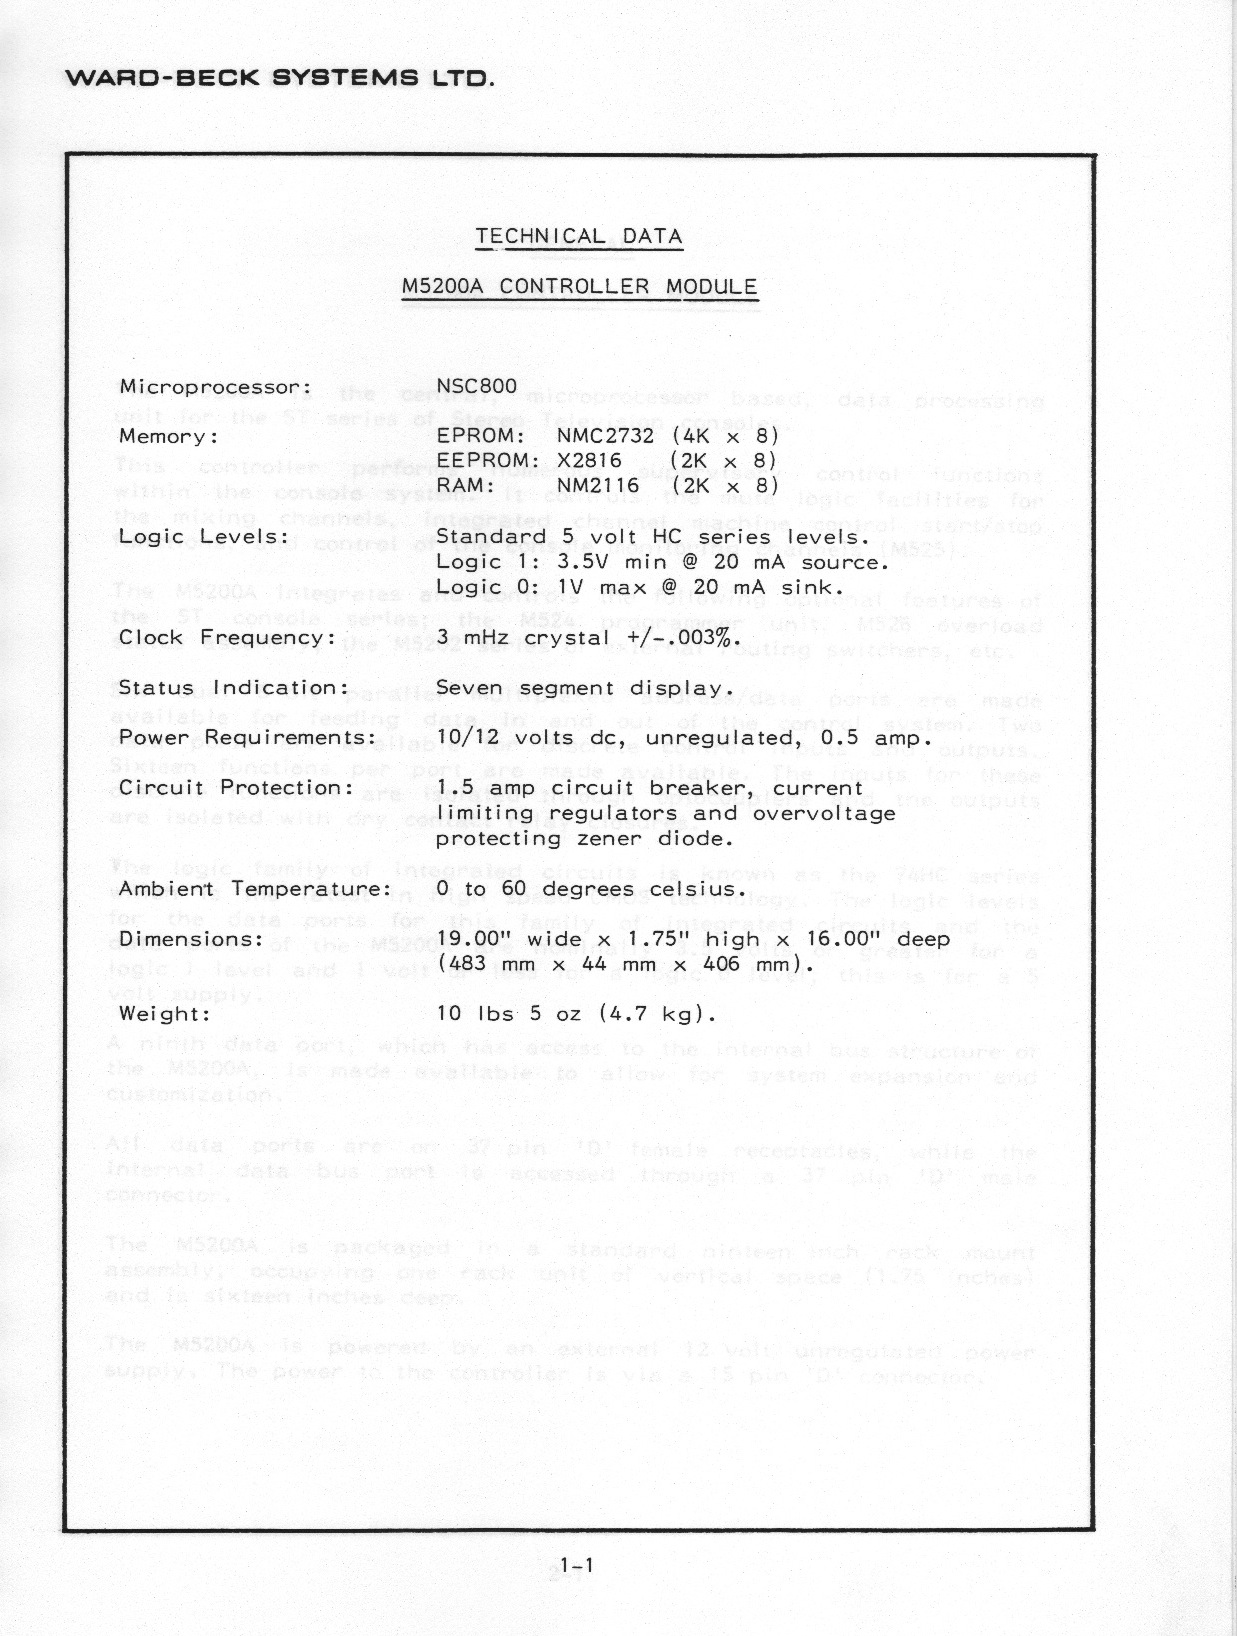 WARD-BECK SYSTEMS LTD.
TECHNICAL DATA
M5200A CONTROLLER MODULE
Microprocessor: NSC800
Memory: EPROM: NMC2732 (4K x 8)
EEPROM: X2816 (2K x 8)
RAM: NM2116 (2K x 8)
Logic Levels: Standard 5 volt HC series levels.
Logic 1: 3.5V min @ 20 mA source.
Logic 0: 1V max @ 20 mA sink.
Clock Frequency: 3 mHz crystal +/-.003%.
Status Indication: Seven segment display.
Power Requirements: 10/12 volts dc, unregulated, 0.5 amp.
Circuit Protection: 1.5 amp circuit breaker, current
limiting regulators and overvoltage
protecting zener diode.
Ambient Temperature: 0 to 60 degrees celsius.
Dimensions: 19.00" wide x 1.75" high x 16.00" deep
(483 mm x 44 mm x 406 mm).
Weight: 10 lbs 5 oz (4.7 kg).
1-1